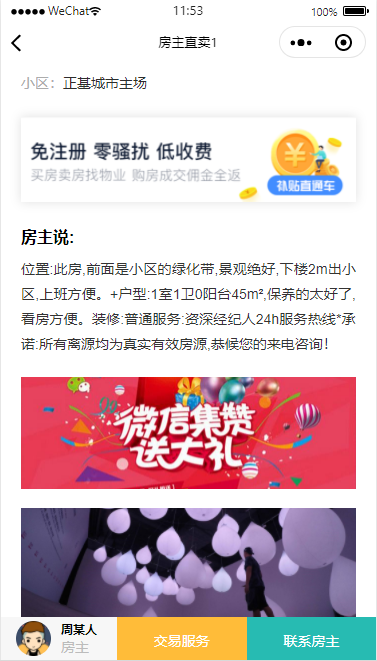 WeChat 11:53 100%
房主直卖1
小区：正基城市主场
免注册 零骚扰 低收费
买房卖房找物业 购房成交佣金全返
补贴直通车
房主说:
位置:此房,前面是小区的绿化带,景观绝好,下楼2m出小
区,上班方便。+户型:1室1卫0阳台45m²,保养的太好了,
看房方便。装修:普通服务:资深经纪人24h服务热线*承
诺:所有离源均为真实有效房源,恭候您的来电咨询！
微信集赞
送大礼
周某人
房主
交易服务
联系房主